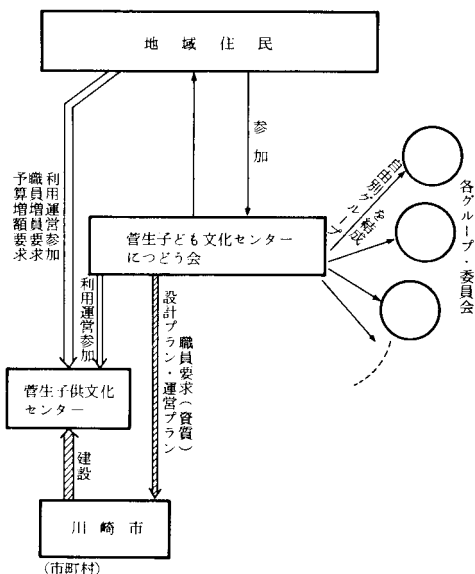 地域住民
参加
利用運営参加
職員増員要求
予算増額要求
自由別グループ
を結成
各グループ・委員会
菅生子ども文化センター
につどう会
利用運営参加
職員要求(資質)
設計プラン・運営プラン
菅生子供文化
センター
建設
川崎市
(市町村)